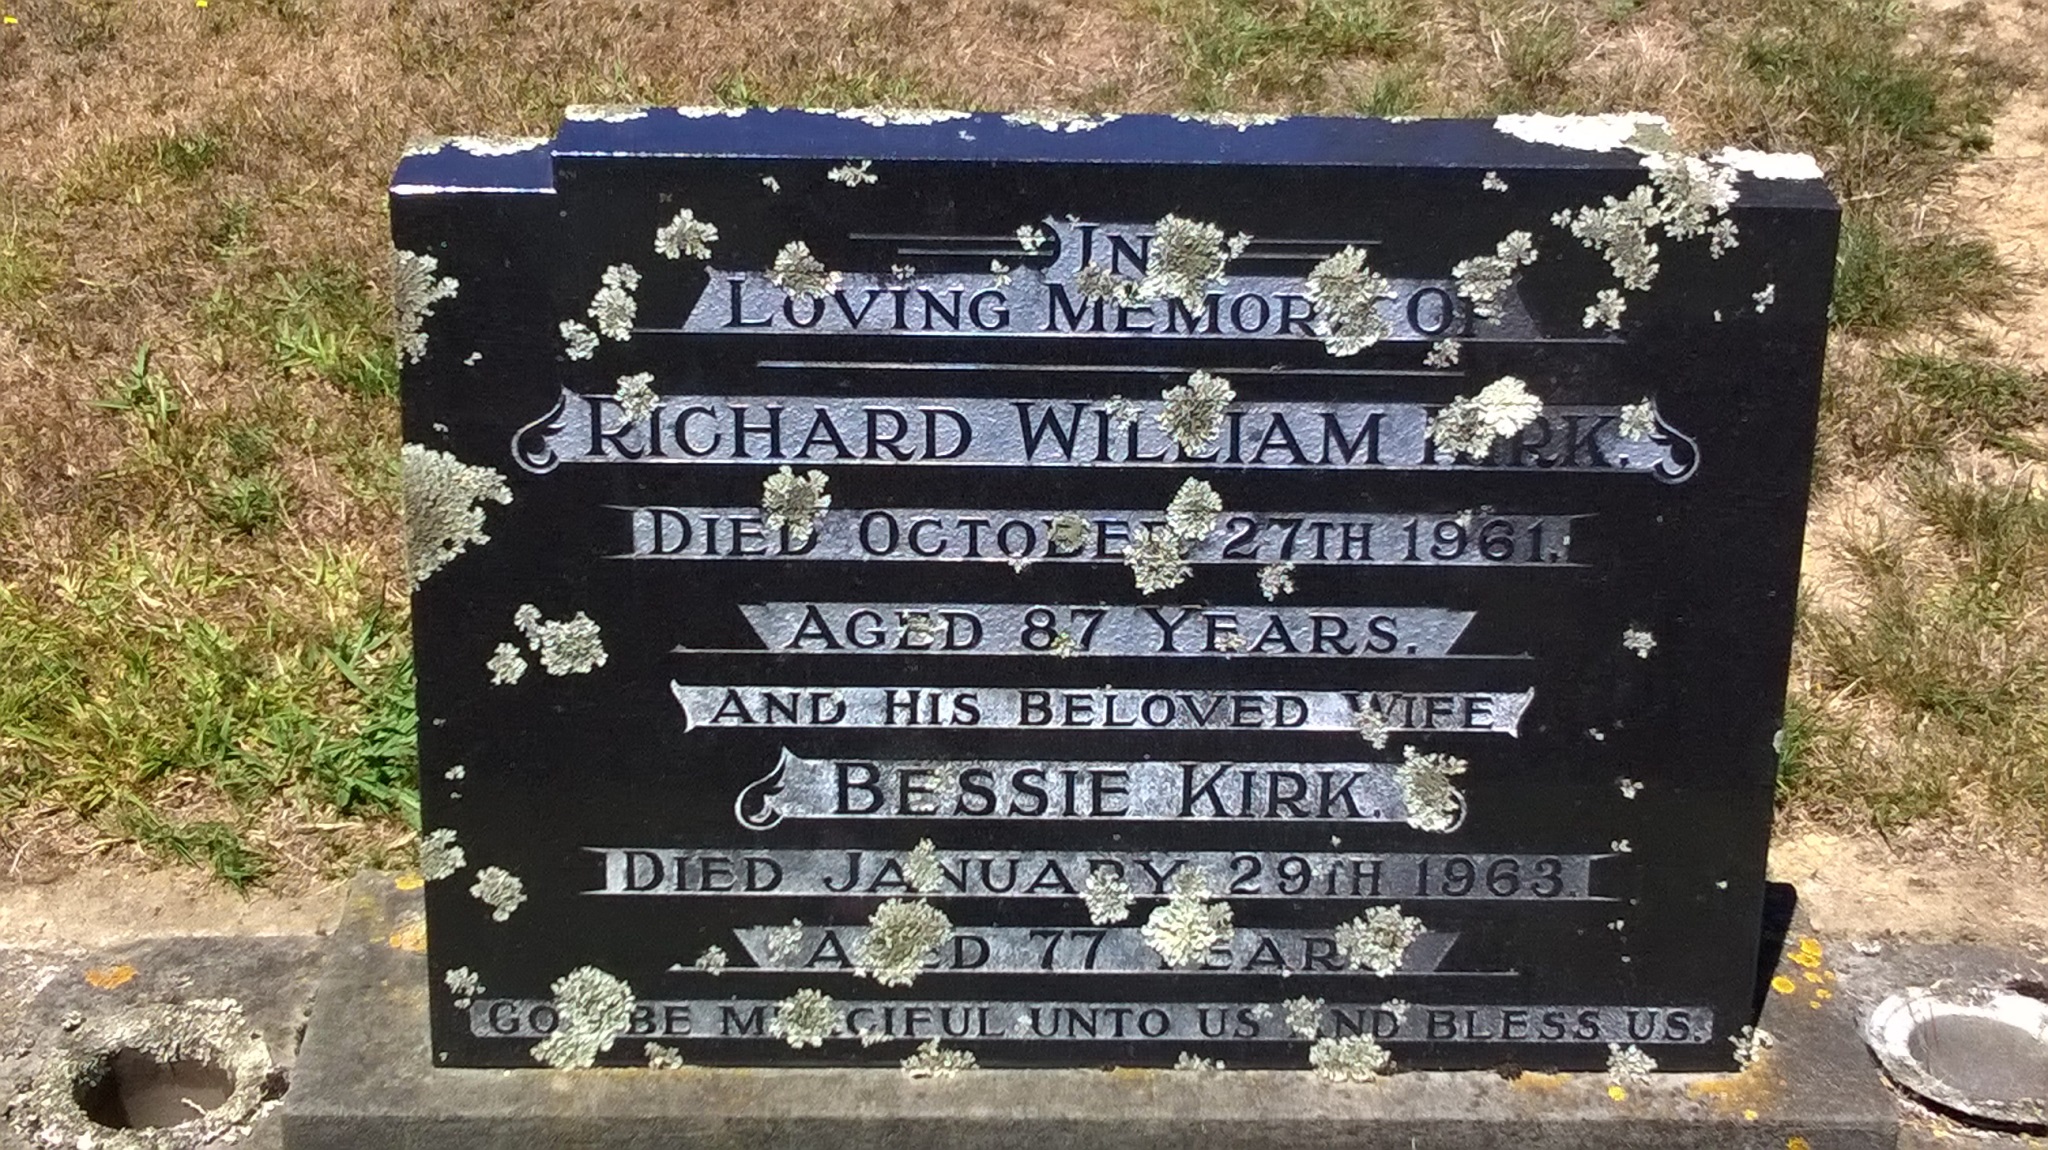 In
Loving Memory Of
Richard William Kirk.
Died October 27th 1961.
Aged 87 Years.
And His Beloved Wife
Bessie Kirk.
Died January 29th 1963.
Aged 77 Years
God be merciful unto us and bless us.